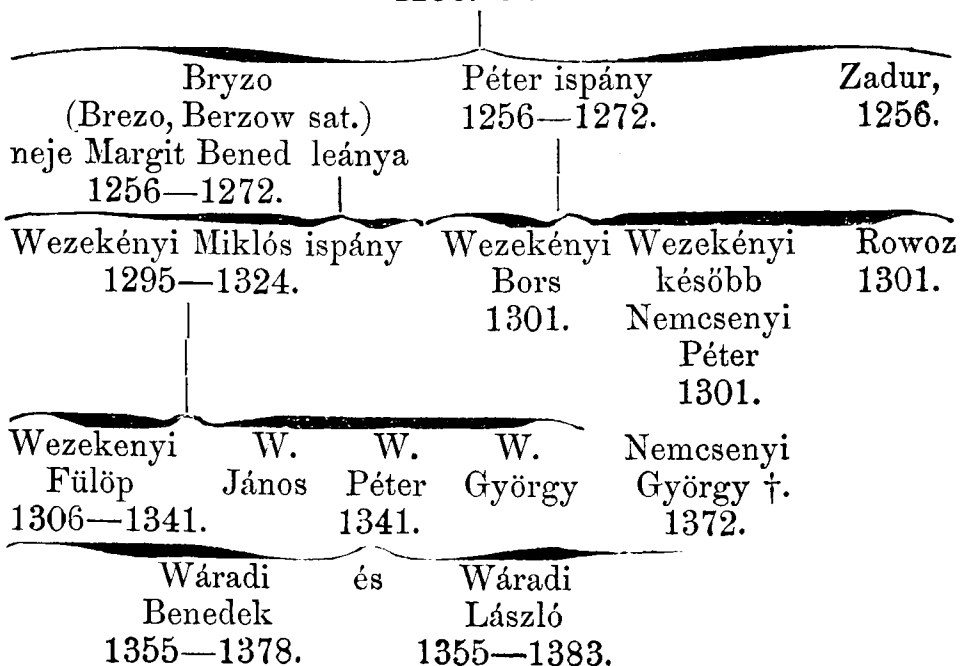 Bryzo Péter ispány Zadur,
(Brezo, Berzow sat.) 1256—1272. 1256.
neje Margit Bened leánya
1256—1272.
Wezekényi Miklós ispány Wezekényi Wezekényi Rowoz
1295—1324. Bors később 1301.
1301. Nemcsenyi
Péter
1301.
Wezekenyi W. W. W. Nemcsenyi
Fülöp János Péter György György †.
1306—1341. 1341. 1372.
Wáradi és Wáradi
Benedek László
1355—1378. 1355—1383.